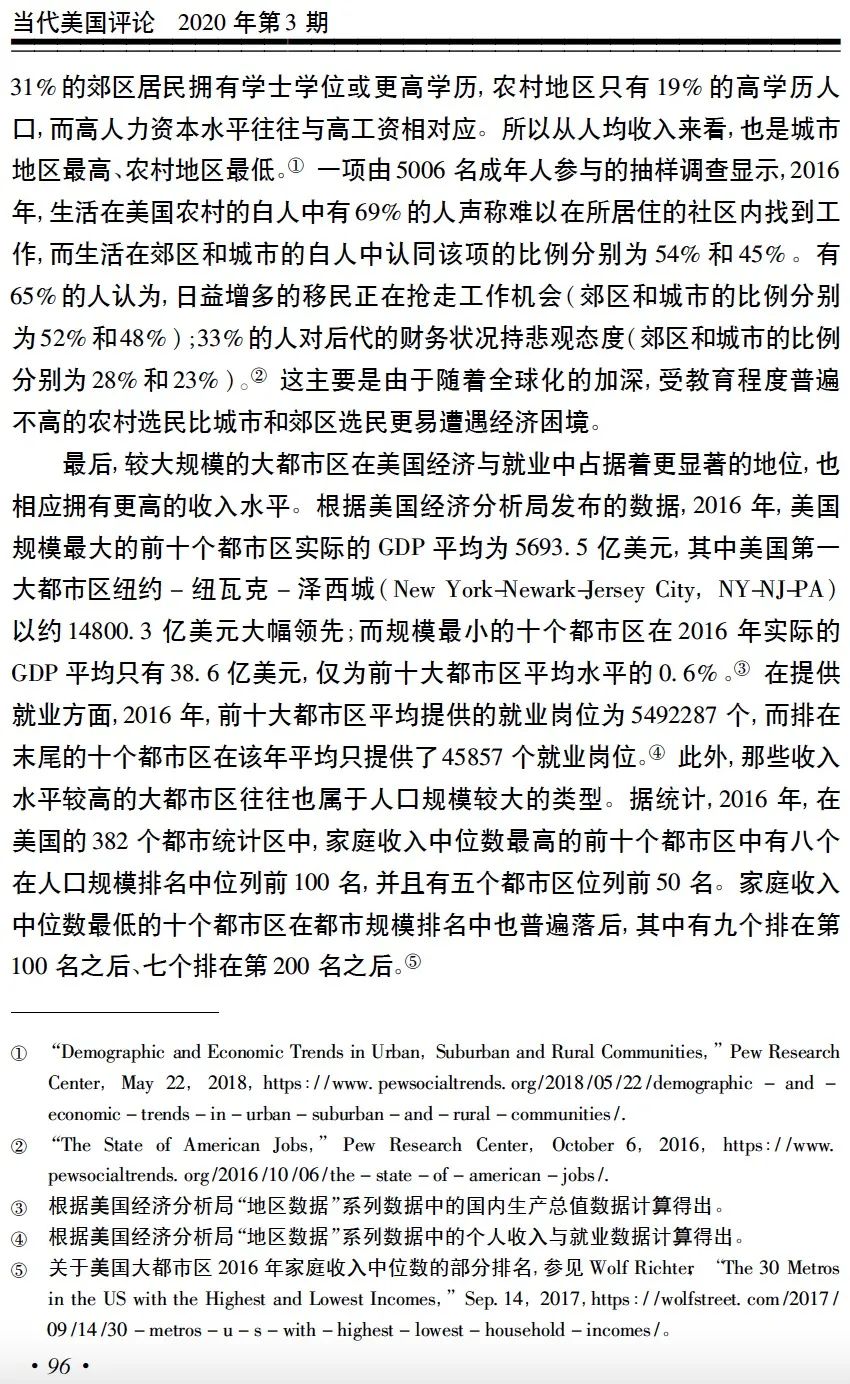 当代美国评论 2020 年第 3 期
31% 的郊区居民拥有学士学位或更高学历, 农村地区只有 19% 的高学历人
口, 而高人力资本水平往往与高工资相对应。所以从人均收入来看, 也是城市
地区最高、农村地区最低。① 一项由 5006 名成年人参与的抽样调查显示, 2016
年, 生活在美国农村的白人中有 69% 的人声称难以在所居住的社区内找到工
作, 而生活在郊区和城市的白人中认同该项的比例分别为 54% 和 45% 。有
65% 的人认为, 日益增多的移民正在抢走工作机会 ( 郊区和城市的比例分别
为 52% 和 48% ) ;33% 的人对后代的财务状况持悲观态度 ( 郊区和城市的比例
分别为 28% 和 23% ) 。② 这主要是由于随着全球化的加深, 受教育程度普遍
不高的农村选民比城市和郊区选民更易遭遇经济困境。
最后, 较大规模的大都市区在美国经济与就业中占据着更显著的地位, 也
相应拥有更高的收入水平。根据美国经济分析局发布的数据, 2016 年, 美国
规模最大的前十个都市区实际的 GDP 平均为 5693. 5 亿美元, 其中美国第一
大都市区纽约 – 纽瓦克 – 泽西城 ( New York-Newark-Jersey City, NY-NJ-PA )
以约 14800. 3 亿美元大幅领先; 而规模最小的十个都市区在 2016 年实际的
GDP 平均只有 38. 6 亿美元, 仅为前十大都市区平均水平的 0. 6% 。③ 在提供
就业方面, 2016 年, 前十大都市区平均提供的就业岗位为 5492287 个, 而排在
末尾的十个都市区在该年平均只提供了 45857 个就业岗位。④ 此外, 那些收入
水平较高的大都市区往往也属于人口规模较大的类型。据统计, 2016 年, 在
美国的 382 个都市统计区中, 家庭收入中位数最高的前十个都市区中有八个
在人口规模排名中位列前 100 名, 并且有五个都市区位列前 50 名。家庭收入
中位数最低的十个都市区在都市规模排名中也普遍落后, 其中有九个排在第
100 名之后、七个排在第 200 名之后。⑤
① “Demographic and Economic Trends in Urban, Suburban and Rural Communities, ” Pew Research
Center, May 22, 2018, https: / /www. pewsocialtrends. org/2018/05/22/demographic – and –
economic – trends – in – urban – suburban – and – rural – communities/.
② “The State of American Jobs, ” Pew Research Center, October 6, 2016, https: / /www.
pewsocialtrends. org/2016/10/06/the – state – of – american – jobs/.
③ 根据美国经济分析局“地区数据”系列数据中的国内生产总值数据计算得出。
④ 根据美国经济分析局“地区数据”系列数据中的个人收入与就业数据计算得出。
⑤ 关于美国大都市区 2016 年家庭收入中位数的部分排名, 参见 Wolf Richter, “The 30 Metros
in the US with the Highest and Lowest Incomes, ” Sep. 14, 2017, https: / /wolfstreet. com/2017/
09/14/30 – metros – u – s – with – highest – lowest – household – incomes/。
· 96 ·